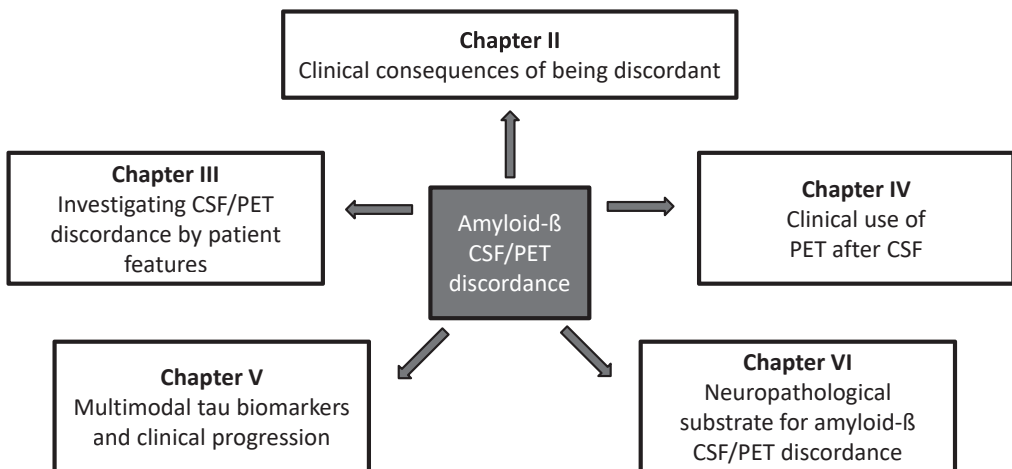 Chapter II
Clinical consequences of being discordant
Chapter III
Investigating CSF/PET
discordance by patient
features
Amyloid-ß
CSF/PET
discordance
Chapter IV
Clinical use of
PET after CSF
Chapter V
Multimodal tau biomarkers
and clinical progression
Chapter VI
Neuropathological
substrate for amyloid-ß
CSF/PET discordance